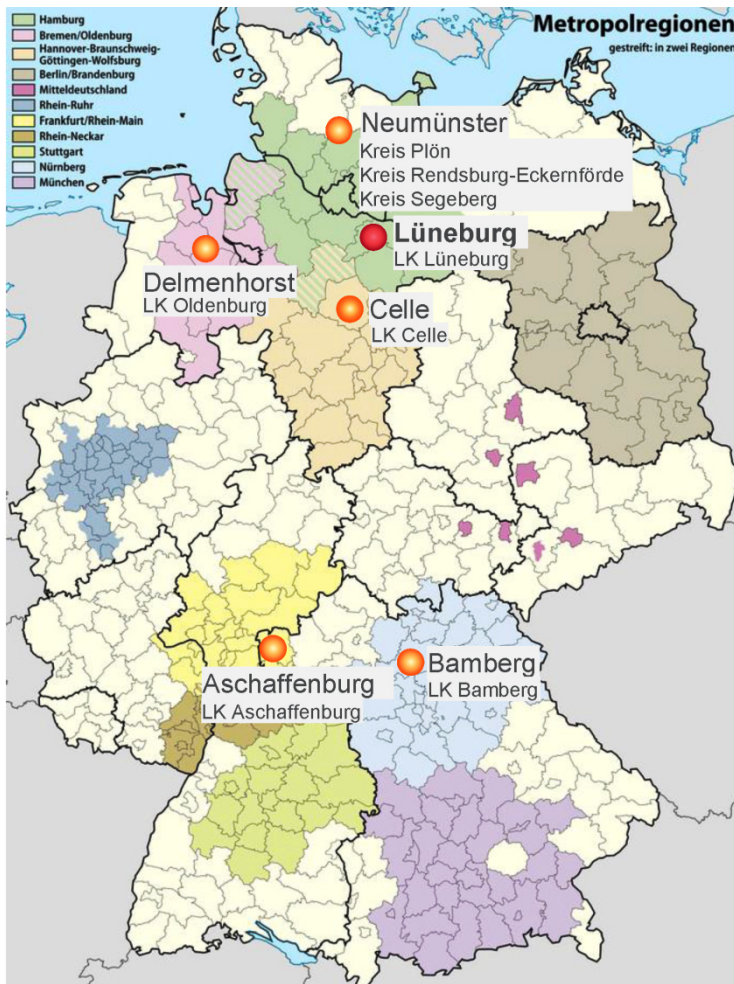 Hamburg
Bremen/Oldenburg
Hannover-Braunschweig-
Göttingen-Wolfsburg
Berlin/Brandenburg
Mitteldeutschland
Rhein-Ruhr
Frankfurt/Rhein-Main
Rhein-Neckar
Stuttgart
Nürnberg
München
Metropolregionen
gestreift: in zwei Regionen
Neumünster
Kreis Plön
Kreis Rendsburg-Eckernförde
Kreis Segeberg
Lüneburg
LK Lüneburg
Delmenhorst
LK Oldenburg
Celle
LK Celle
Aschaffenburg
LK Aschaffenburg
Bamberg
LK Bamberg